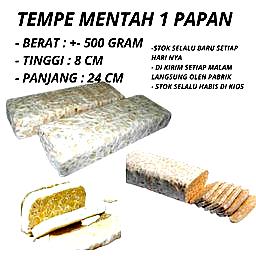 TEMPE MENTAH 1 PAPAN
- BERAT : +- 500 GRAM
- TINGGI : 8 CM
- PANJANG : 24 CM
-STOK SELALU BARU SETIAP
HARI NYA
- DI KIRIM SETIAP MALAM
LANGSUNG OLEH PABRIK
- STOK SELALU HABIS DI KIOS